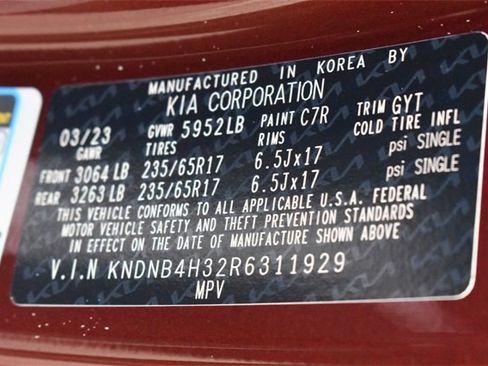 MANUFACTURED IN KOREA BY
KIA CORPORATION
03/23 GVWR 5952LB PAINT C7R TRIM GYT
GAWR TIRES RIMS COLD TIRE INFL
FRONT 3064 LB 235/65R17 6.5Jx17 psi SINGLE
REAR 3263 LB 235/65R17 6.5Jx17 psi SINGLE
THIS VEHICLE CONFORMS TO ALL APPLICABLE U.S.A. FEDERAL
MOTOR VEHICLE SAFETY AND THEFT PREVENTION STANDARDS
IN EFFECT ON THE DATE OF MANUFACTURE SHOWN ABOVE
V.I.N KNDNB4H32R6311929
MPV